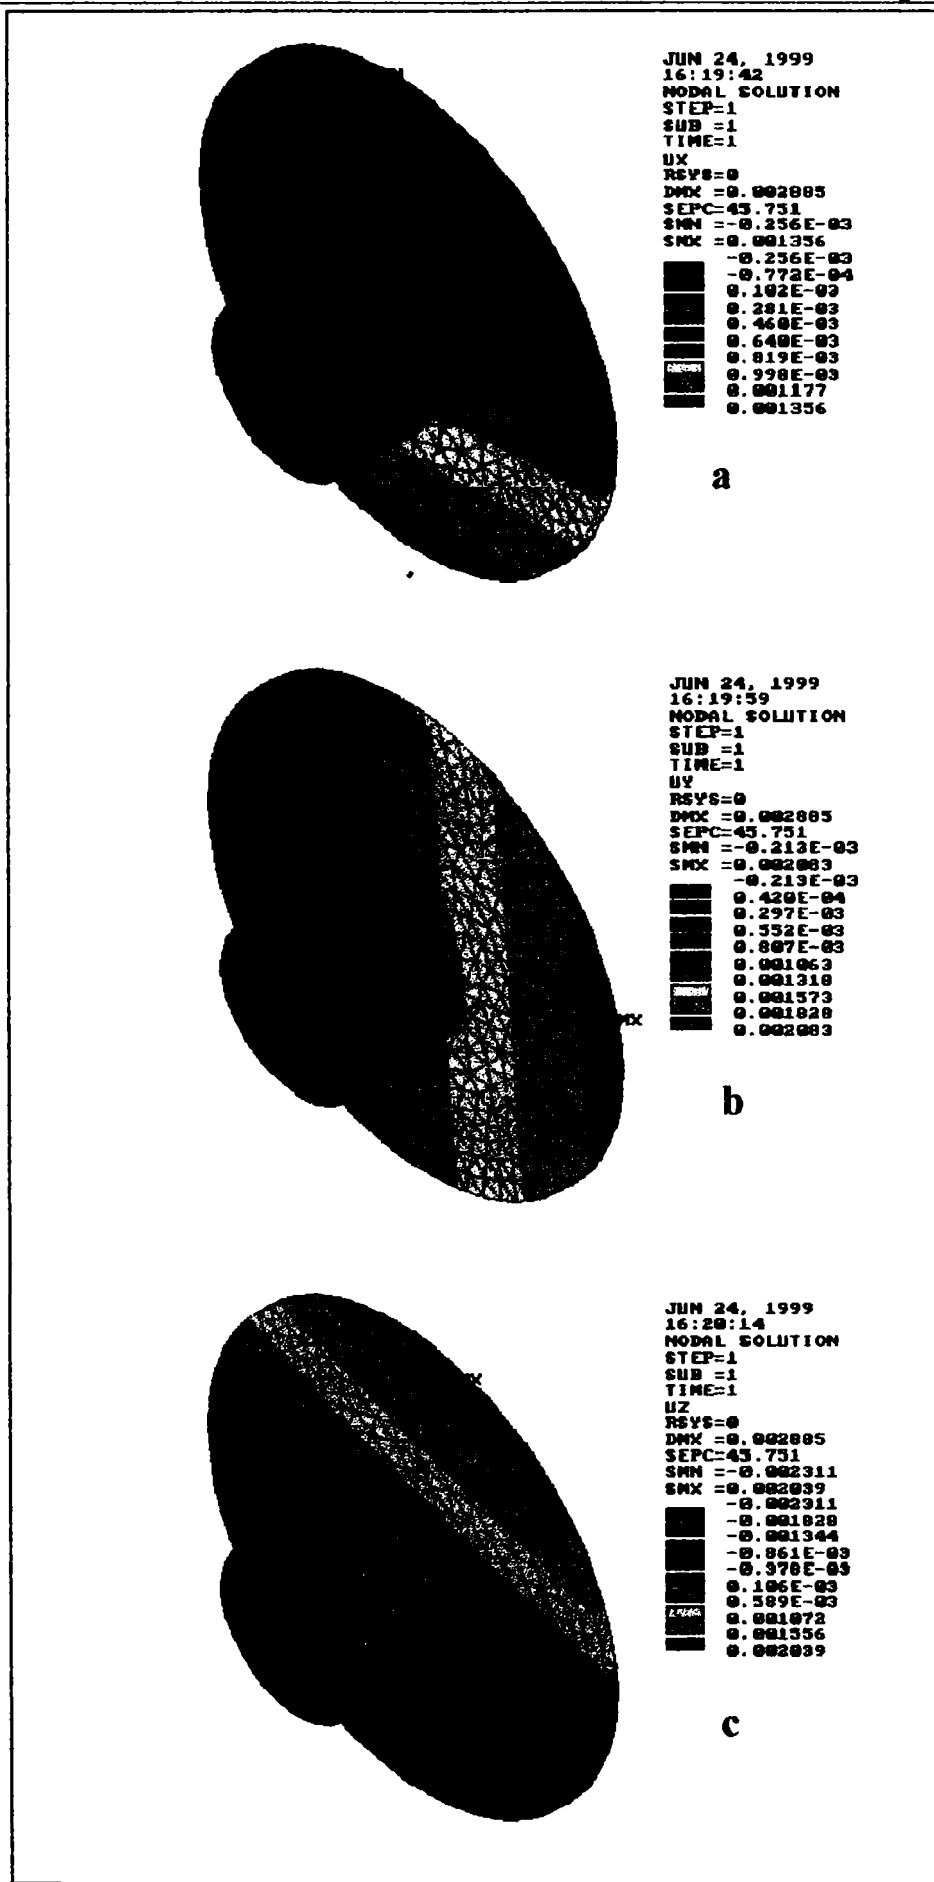 JUN 24, 1999
16:19:42
NODAL SOLUTION
STEP=1
SUB =1
TIME=1
UX
RSYS=0
DMX =0.002885
SEPC=45.751
SMN =-0.256E-03
SMX =0.001356
-0.256E-03
-0.772E-04
0.102E-03
0.281E-03
0.460E-03
0.640E-03
0.819E-03
0.998E-03
0.001177
0.001356
a
JUN 24, 1999
16:19:59
NODAL SOLUTION
STEP=1
SUB =1
TIME=1
UY
RSYS=0
DMX =0.002885
SEPC=45.751
SMN =-0.213E-03
SMX =0.002083
-0.213E-03
0.420E-04
0.297E-03
0.552E-03
0.807E-03
0.001063
0.001318
0.001573
0.001828
0.002083
MX
b
JUN 24, 1999
16:20:14
NODAL SOLUTION
STEP=1
SUB =1
TIME=1
UZ
RSYS=0
DMX =0.002885
SEPC=45.751
SMN =-0.002311
SMX =0.002039
-0.002311
-0.001828
-0.001344
-0.861E-03
-0.378E-03
0.106E-03
0.589E-03
0.001072
0.001556
0.002039
c